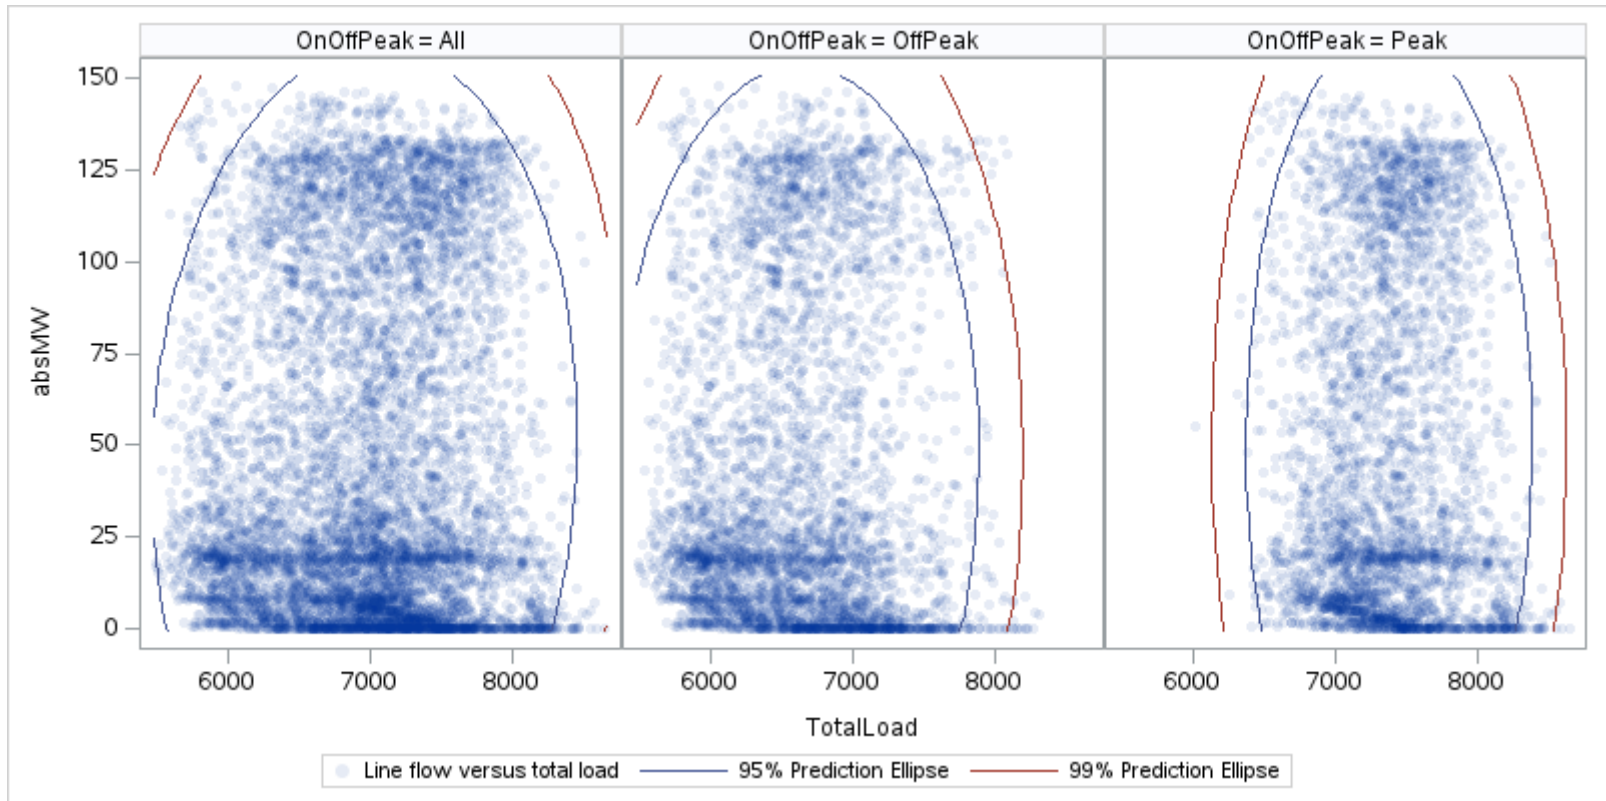 OnOffPeak = All
OnOffPeak = OffPeak
OnOffPeak = Peak
absMW
150
125
100
75
50
25
0
6000 7000 8000
6000 7000 8000
6000 7000 8000
TotalLoad
Line flow versus total load 95% Prediction Ellipse 99% Prediction Ellipse